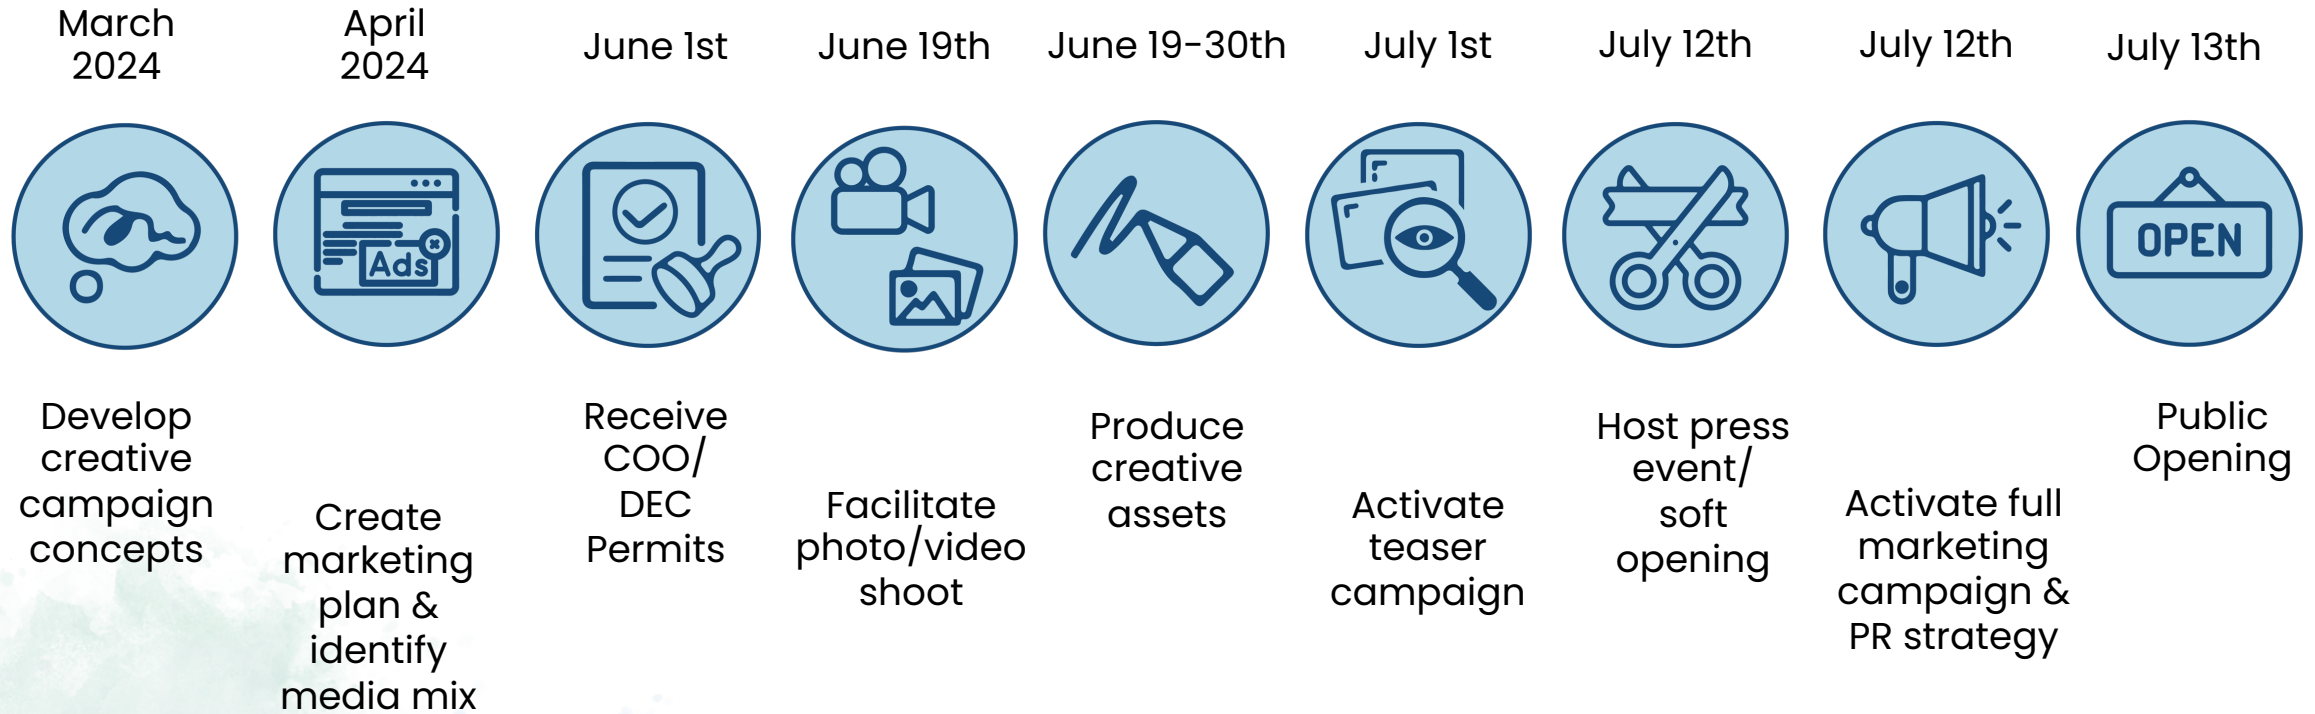 March
2024
April
2024
June 1st
June 19th
June 19-30th
July 1st
July 12th
July 12th
July 13th
Ads
OPEN
Develop
creative
campaign
concepts
Create
marketing
plan &
identify
media mix
Receive
COO/
DEC
Permits
Facilitate
photo/video
shoot
Produce
creative
assets
Activate
teaser
campaign
Host press
event/
soft
opening
Activate full
marketing
campaign &
PR strategy
Public
Opening